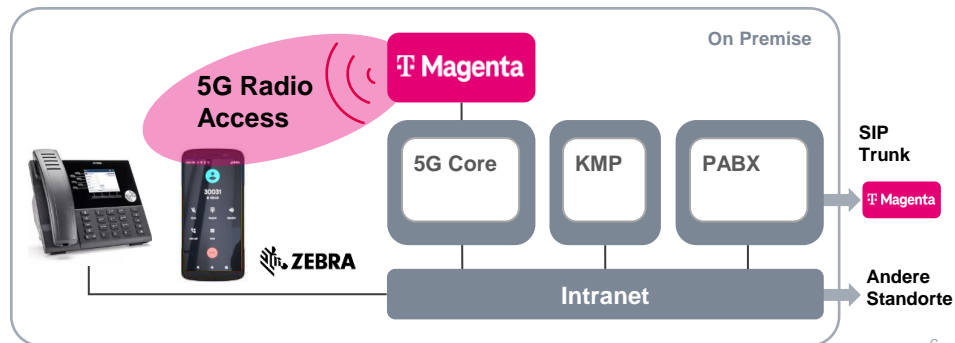 On Premise
T Magenta
5G Radio
Access
5G Core
KMP
PABX
SIP
Trunk
T Magenta
30031
ZEBRA
Intranet
Andere
Standorte